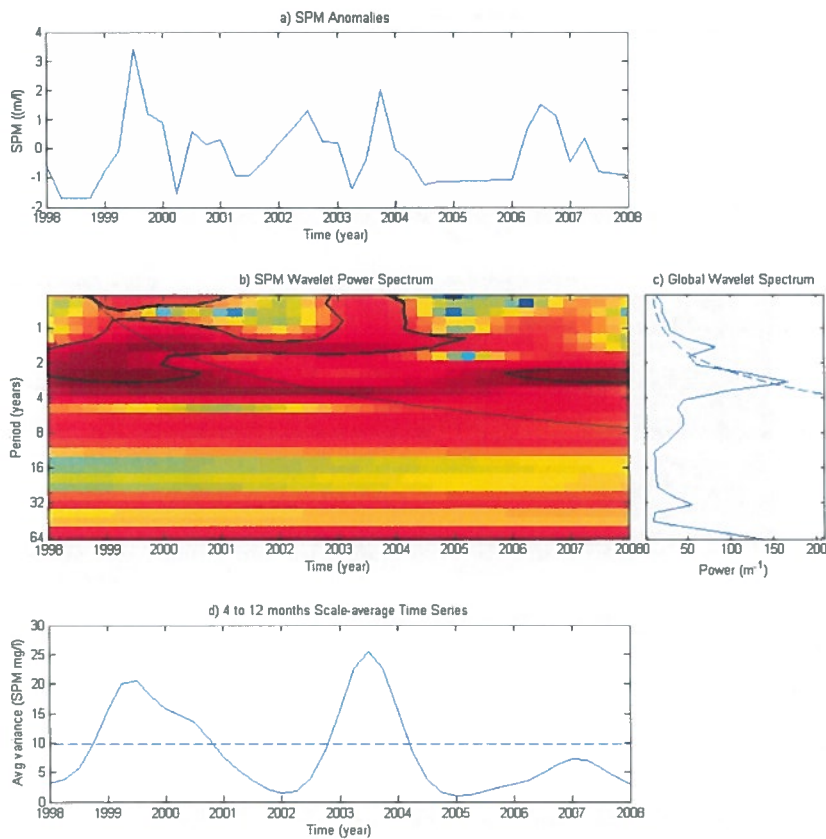 a) SPM Anomalies
SPM ((m/l)
4
3
2
1
0
-1
-2
1998 1999 2000 2001 2002 2003 2004 2005 2006 2007 2008
Time (year)
b) SPM Wavelet Power Spectrum
Period (years)
1
2
4
8
16
32
64
1998 1999 2000 2001 2002 2003 2004 2005 2006 2007 2008
Time (year)
c) Global Wavelet Spectrum
0 50 100 150 200
Power (m-1)
d) 4 to 12 months Scale-average Time Series
Avg variance (SPM mg/l)
30
25
20
15
10
5
0
1998 1999 2000 2001 2002 2003 2004 2005 2006 2007 2008
Time (year)